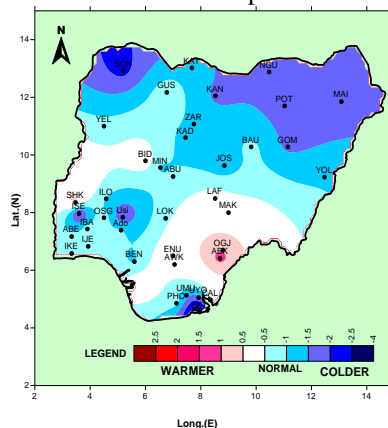 N
14
12
10
8
6
4
2
Lat.(N)
KAT
NGU
GUS
KAN
MAI
POT
YEL
ZAR
KAD
BAU
GOM
BID
MIN
ABU
JOS
YOL
SHK
ILO
LAF
ISE
OSG
Usi
LOK
MAK
IBA
Ado
ABE
IKE
IJE
BEN
ENU
AWK
OGJ
UMU
UYO
CAL
PHC
LEGEND
2.5
2
1.5
1
0.5
-0.5
-1
-1.5
-2
-2.5
-3
-4
WARMER
NORMAL
COLDER
2 4 6 8 10 12 14
Long.(E)